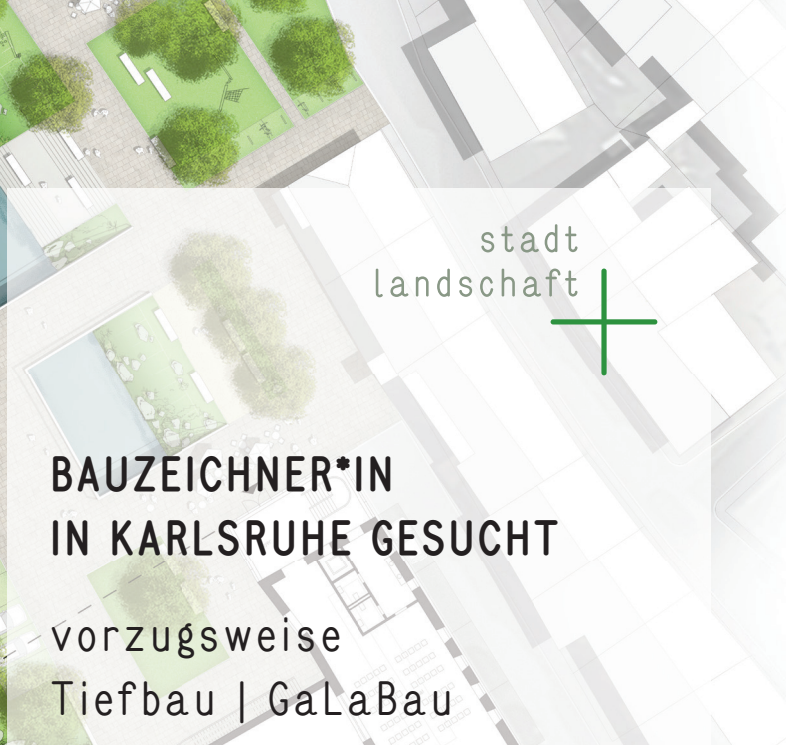 stadt
landschaft
BAUZEICHNER*IN
IN KARLSRUHE GESUCHT
vorzugsweise
Tiefbau | GaLaBau